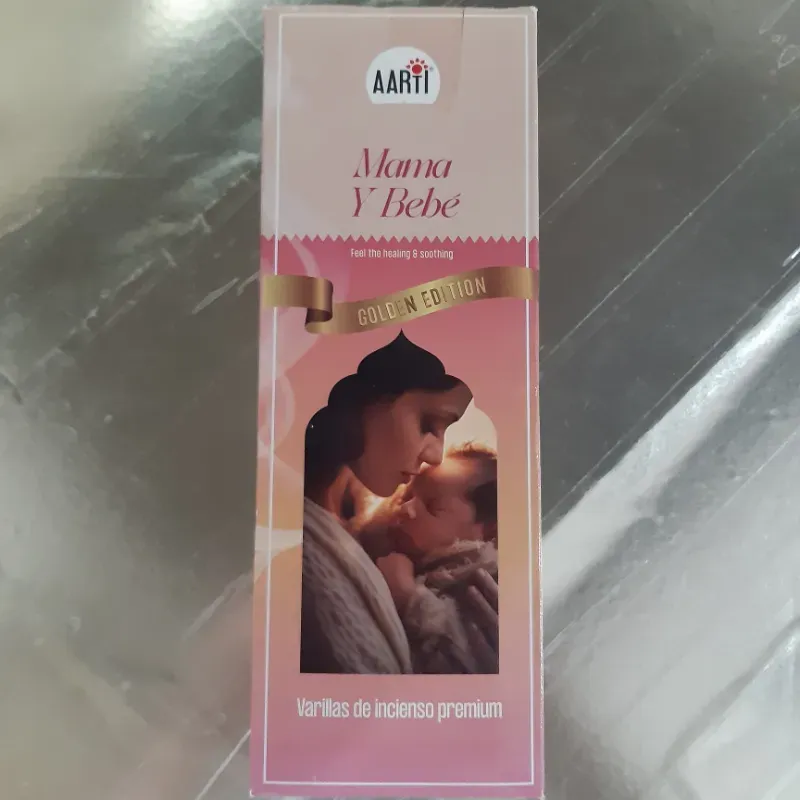 AARTI
Mama
Y Bebé
Feel the healing & soothing
GOLDEN EDITION
Varillas de incienso premium